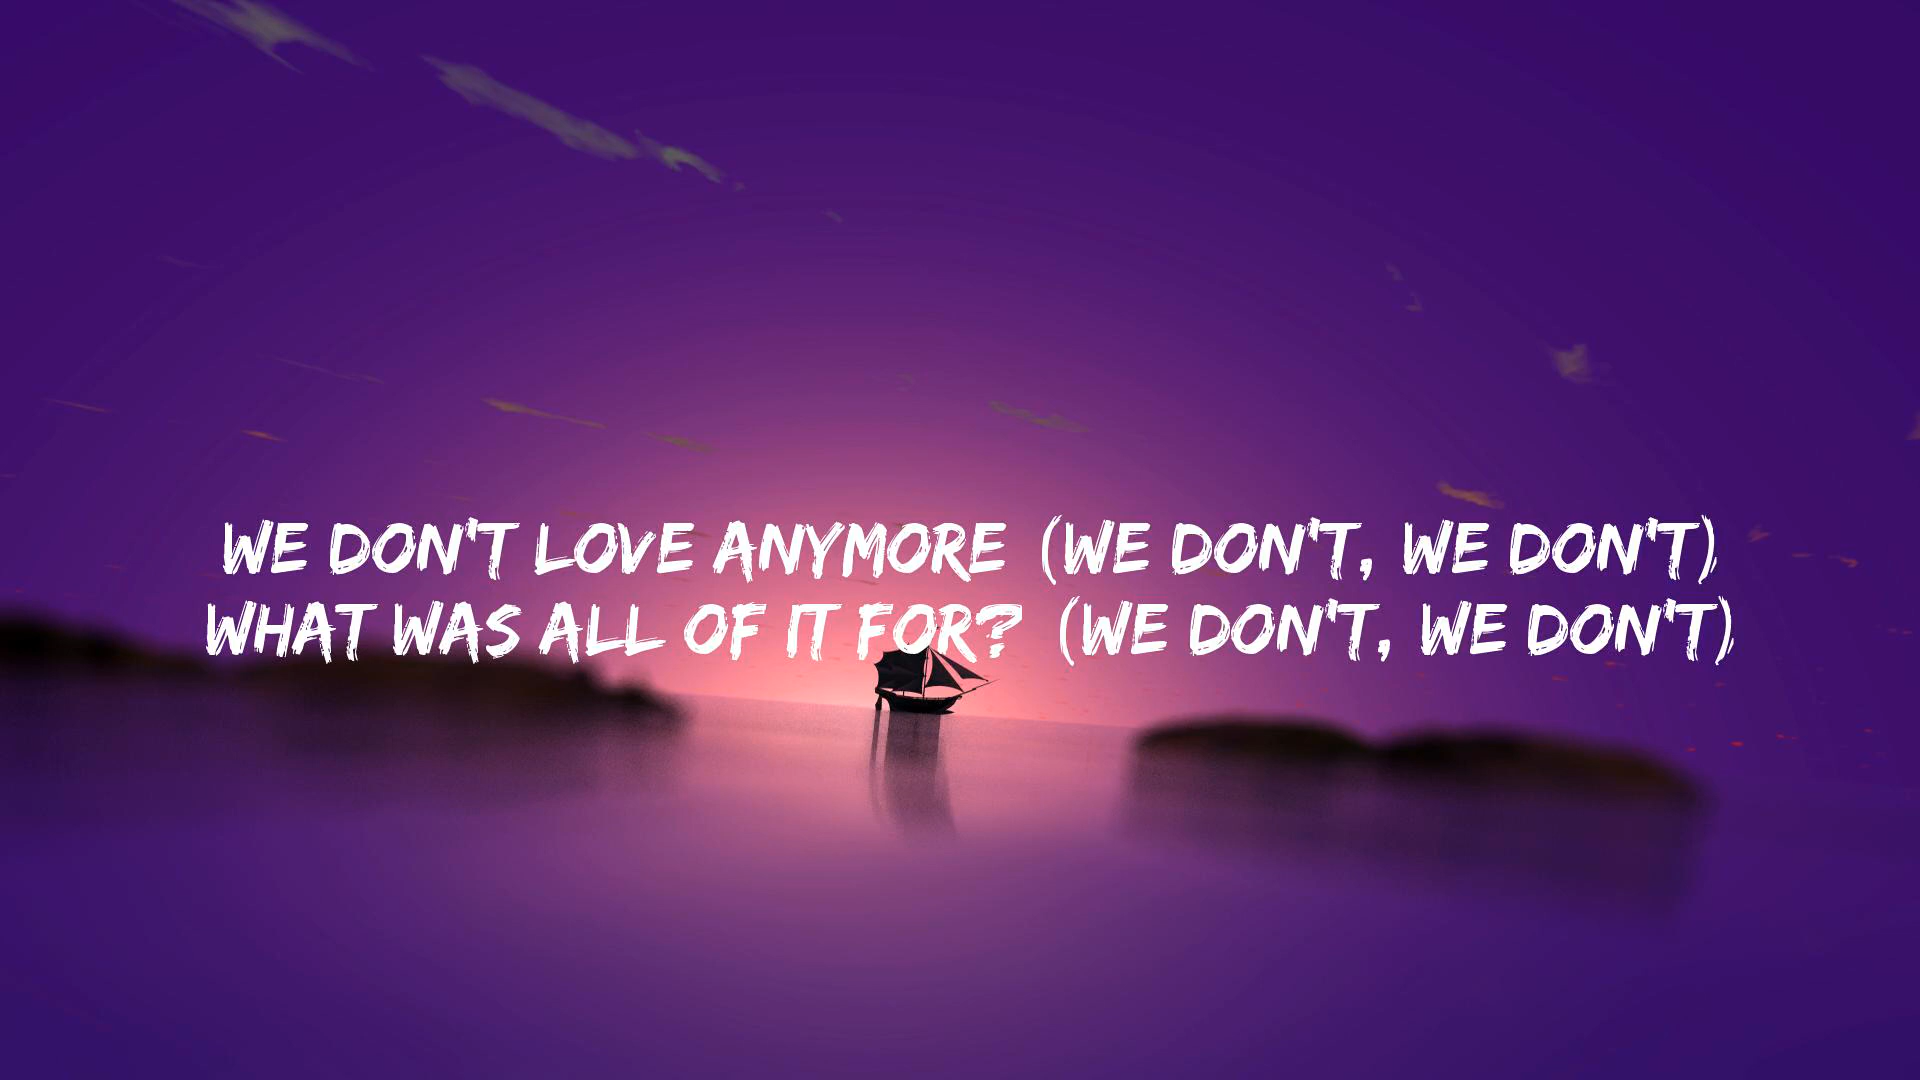 WE DON'T LOVE ANYMORE (WE DON'T, WE DON'T)
WHAT WAS ALL OF IT FOR? (WE DON'T, WE DON'T)